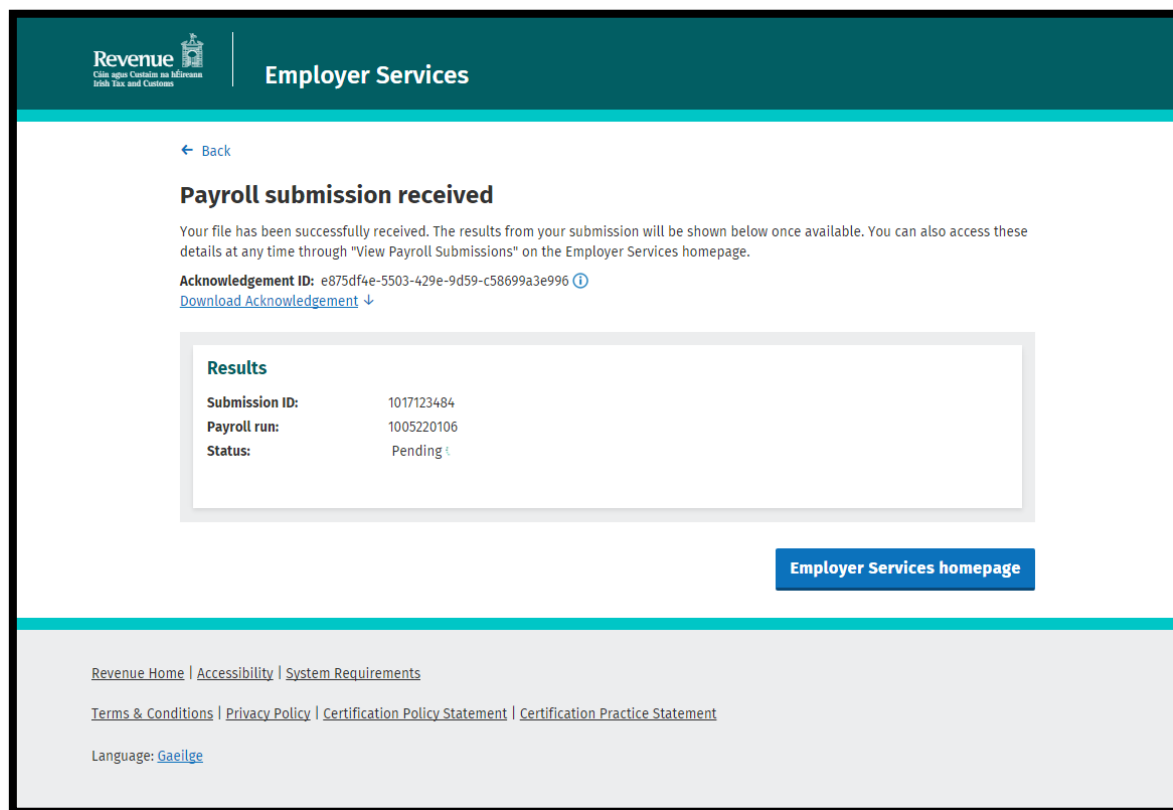 Revenue
Cáin agus Custaim na hÉireann
Irish Tax and Customs
Employer Services
← Back
Payroll submission received
Your file has been successfully received. The results from your submission will be shown below once available. You can also access these
details at any time through "View Payroll Submissions" on the Employer Services homepage.
Acknowledgement ID: e875df4e-5503-429e-9d59-c58699a3e996
Download Acknowledgement ↓
Results
Submission ID: 1017123484
Payroll run: 1005220106
Status: Pending
Employer Services homepage
Revenue Home | Accessibility | System Requirements
Terms & Conditions | Privacy Policy | Certification Policy Statement | Certification Practice Statement
Language: Gaeilge